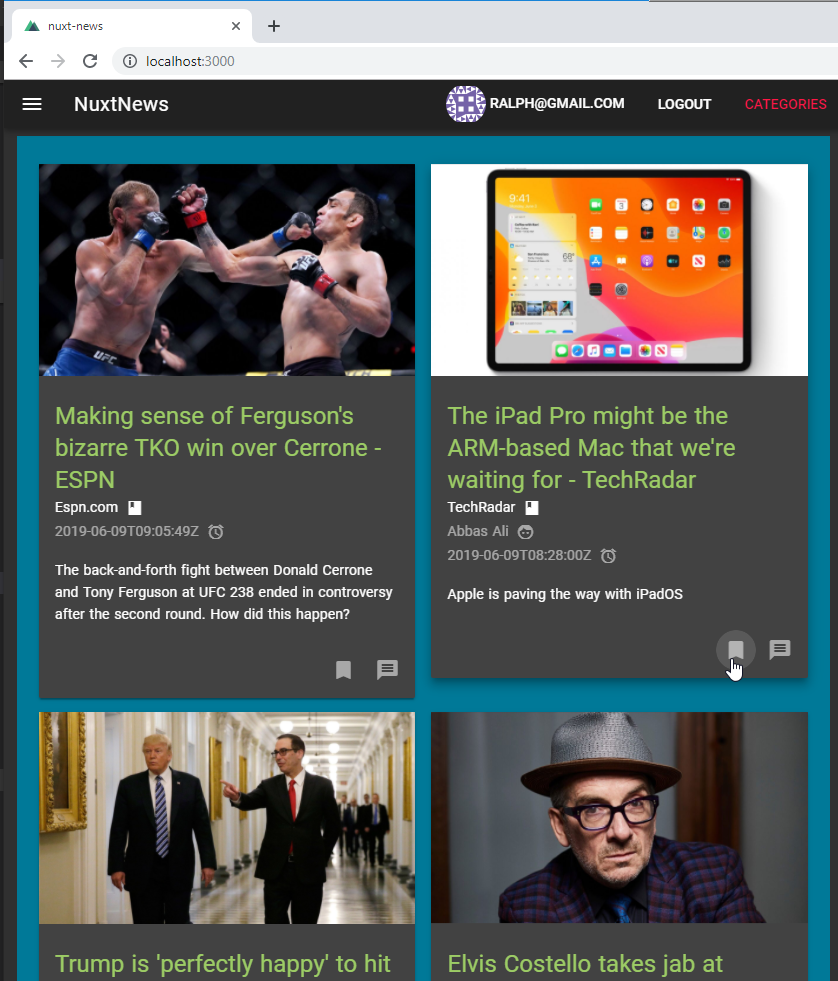 nuxt-news
localhost:3000
NuxtNews
RALPH@GMAIL.COM
LOGOUT
CATEGORIES
UFC
9:41
Making sense of Ferguson's
bizarre TKO win over Cerrone -
ESPN
Espn.com
2019-06-09T09:05:49Z
The back-and-forth fight between Donald Cerrone
and Tony Ferguson at UFC 238 ended in controversy
after the second round. How did this happen?
The iPad Pro might be the
ARM-based Mac that we're
waiting for - TechRadar
TechRadar
Abbas Ali
2019-06-09T08:28:00Z
Apple is paving the way with iPadOS
Trump is 'perfectly happy' to hit
Elvis Costello takes jab at